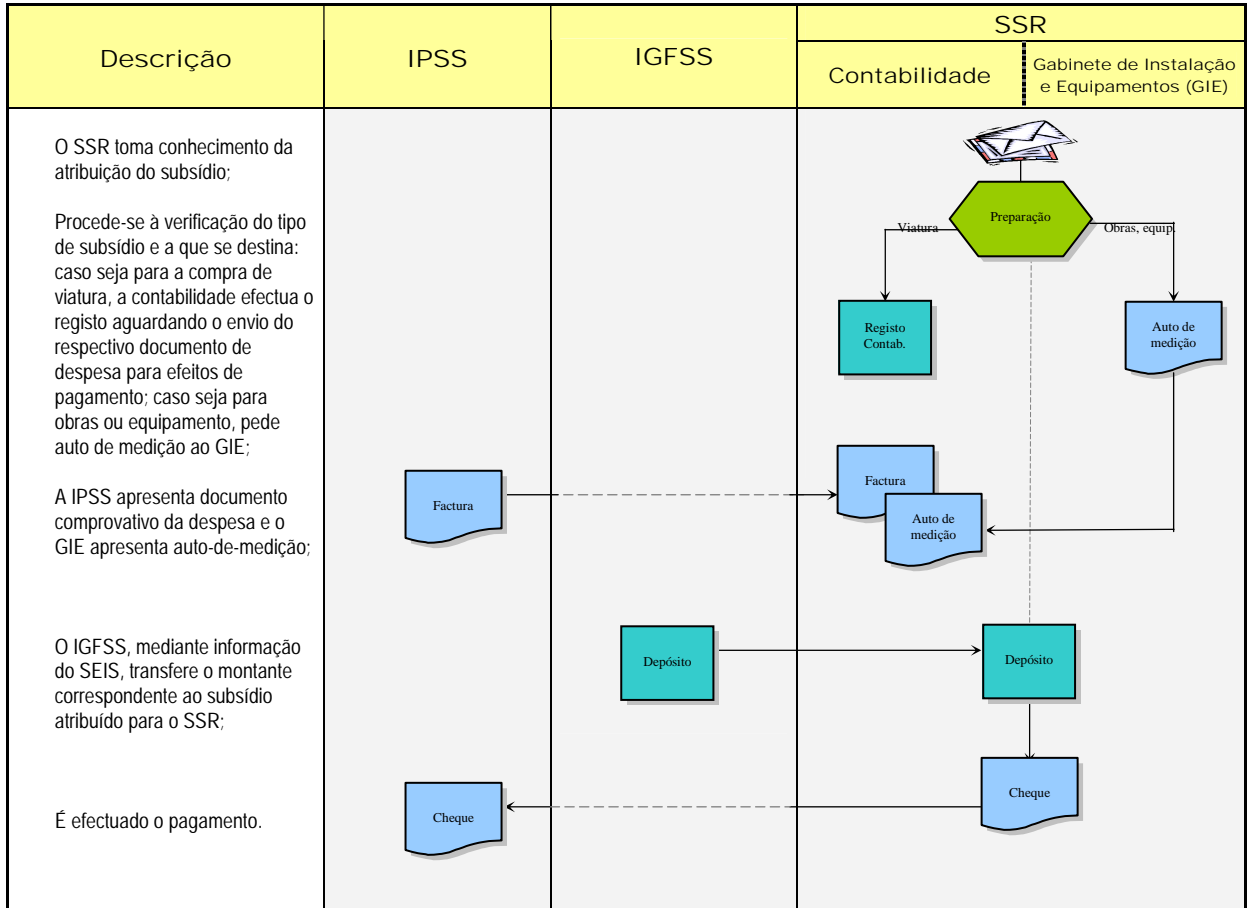 Descrição
IPSS
IGFSS
SSR
Contabilidade
Gabinete de Instalação
e Equipamentos (GIE)
O SSR toma conhecimento da
atribuição do subsídio;
Procede-se à verificação do tipo
de subsídio e a que se destina:
caso seja para a compra de
viatura, a contabilidade efectua o
registo aguardando o envio do
respectivo documento de
despesa para efeitos de
pagamento; caso seja para
obras ou equipamento, pede
auto de medição ao GIE;
A IPSS apresenta documento
comprovativo da despesa e o
GIE apresenta auto-de-medição;
O IGFSS, mediante informação
do SEIS, transfere o montante
correspondente ao subsídio
atribuído para o SSR;
É efectuado o pagamento.
Preparação
Viatura
Obras, equip.
Registo
Contab.
Auto de
medição
Factura
Factura
Auto de
medição
Depósito
Depósito
Cheque
Cheque